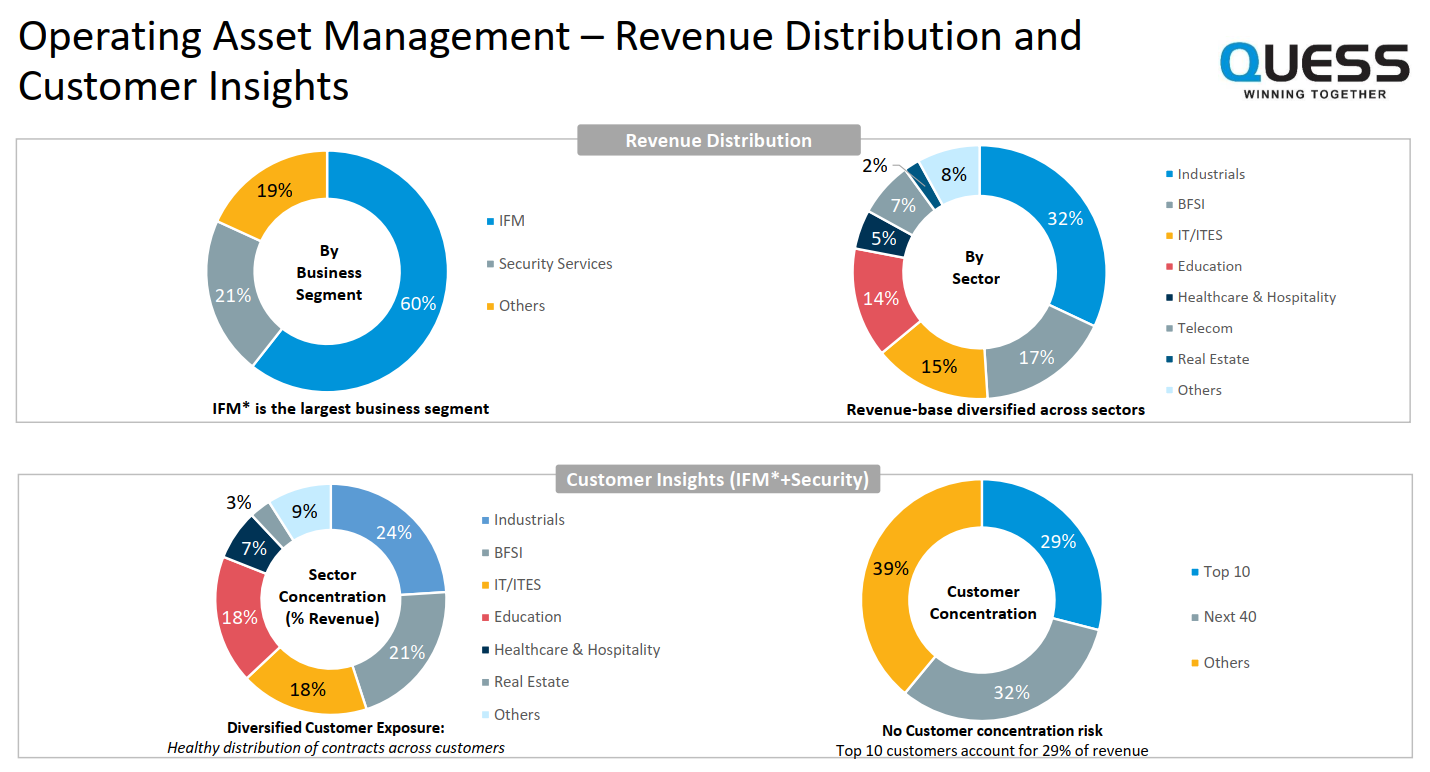 Operating Asset Management – Revenue Distribution and
Customer Insights
QUESS
WINNING TOGETHER
Revenue Distribution
19%
21%
60%
By
Business
Segment
IFM
Security Services
Others
IFM* is the largest business segment
2%
8%
7%
5%
14%
15%
17%
32%
By
Sector
Industrials
BFSI
IT/ITES
Education
Healthcare & Hospitality
Telecom
Real Estate
Others
Revenue-base diversified across sectors
Customer Insights (IFM*+Security)
3%
9%
7%
18%
18%
21%
24%
Sector
Concentration
(% Revenue)
Industrials
BFSI
IT/ITES
Education
Healthcare & Hospitality
Real Estate
Others
Diversified Customer Exposure:
Healthy distribution of contracts across customers
39%
29%
32%
Customer
Concentration
Top 10
Next 40
Others
No Customer concentration risk
Top 10 customers account for 29% of revenue